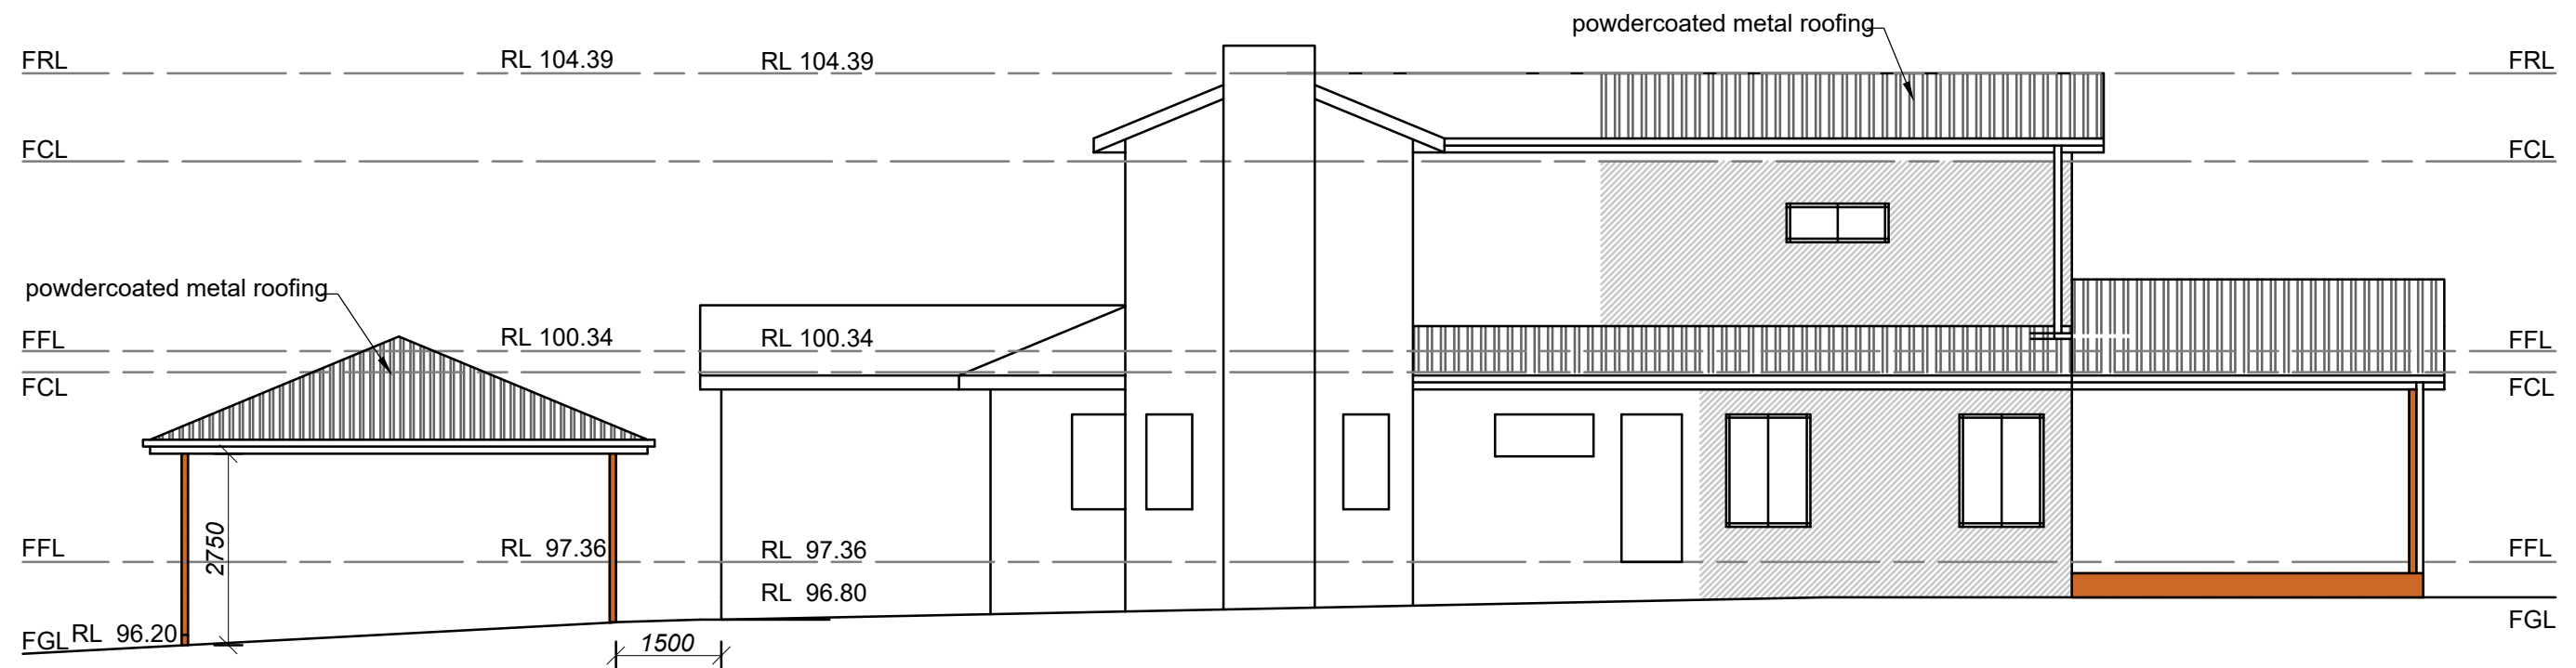 powdercoated metal roofing
FRL RL 104.39 RL 104.39 FRL
FCL FCL
powdercoated metal roofing
FFL RL 100.34 RL 100.34 FFL
FCL FCL
2750
FFL RL 97.36 RL 97.36 FFL
RL 96.80
FGL RL 96.20 FGL
1500